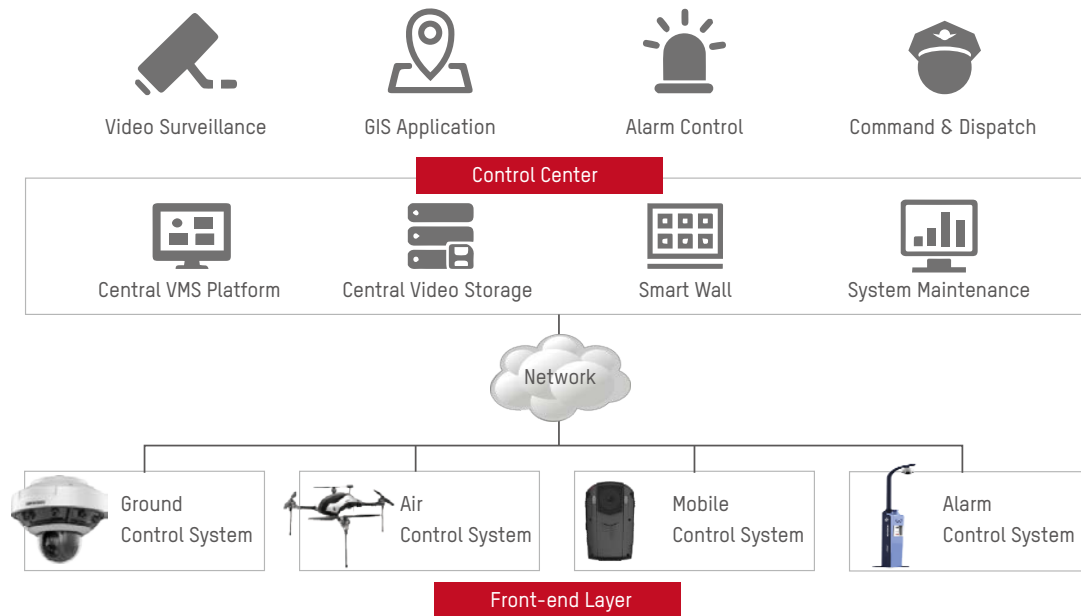 Video Surveillance
GIS Application
Alarm Control
Command & Dispatch
Control Center
Central VMS Platform
Central Video Storage
Smart Wall
System Maintenance
Network
Ground
Control System
Air
Control System
Mobile
Control System
Alarm
Control System
Front-end Layer